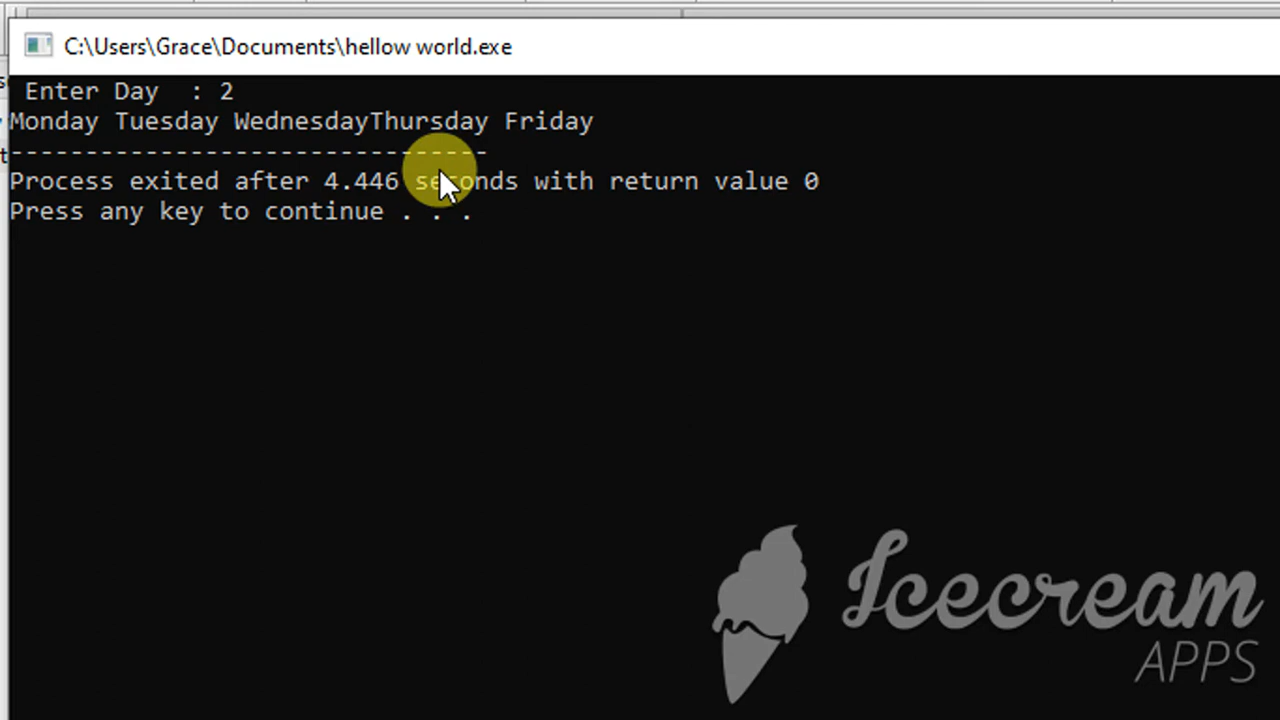 C:\Users\Grace\Documents\hellow world.exe
Enter Day  : 2
Monday Tuesday WednesdayThursday Friday
--------------------------------
Process exited after 4.446 seconds with return value 0
Press any key to continue . . .
Icecream
APPS